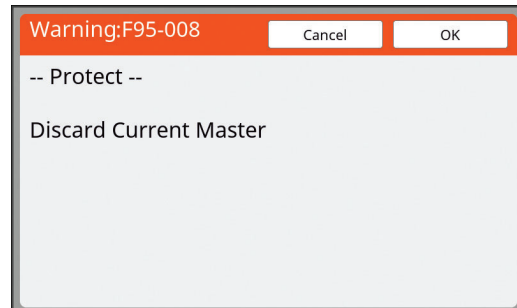 Warning:F95-008
Cancel
OK
-- Protect --
Discard Current Master